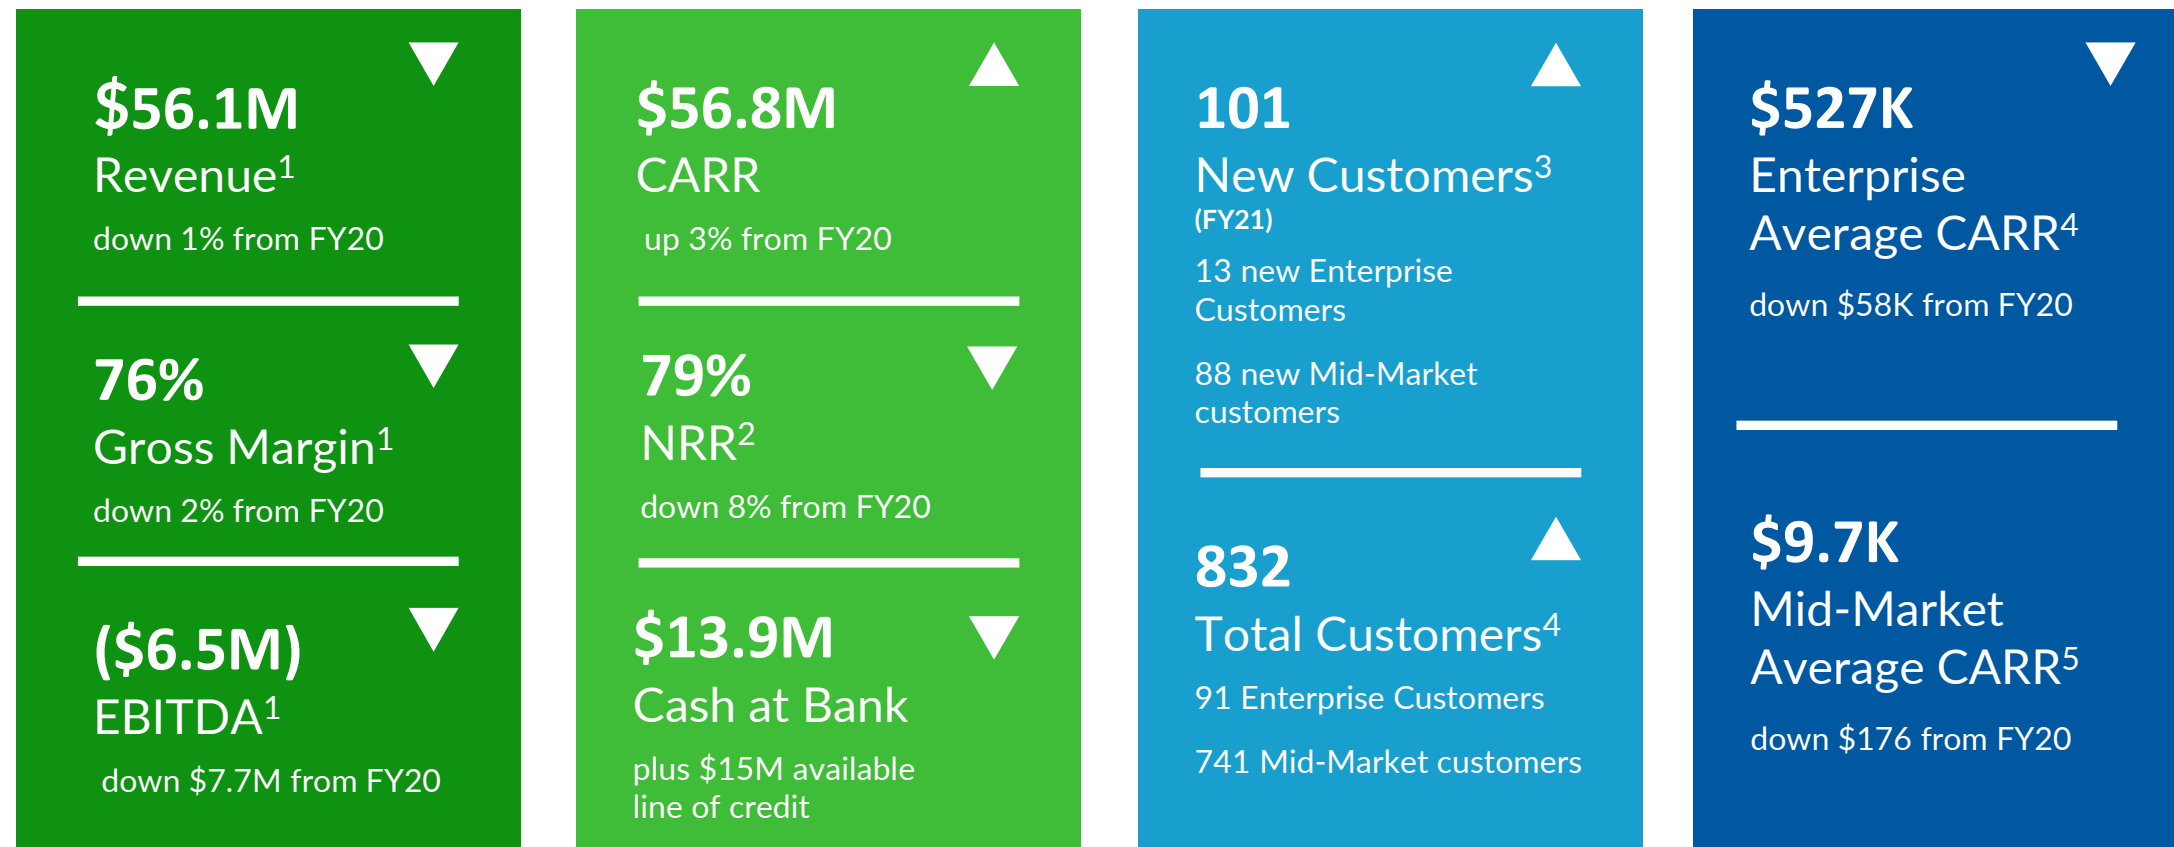 $56.1M
Revenue¹
down 1% from FY20
76%
Gross Margin¹
down 2% from FY20
($6.5M)
EBITDA¹
down $7.7M from FY20
$56.8M
CARR
up 3% from FY20
79%
NRR²
down 8% from FY20
$13.9M
Cash at Bank
plus $15M available
line of credit
101
New Customers³
(FY21)
13 new Enterprise
Customers
88 new Mid-Market
customers
832
Total Customers⁴
91 Enterprise Customers
741 Mid-Market customers
$527K
Enterprise
Average CARR⁴
down $58K from FY20
$9.7K
Mid-Market
Average CARR⁵
down $176 from FY20